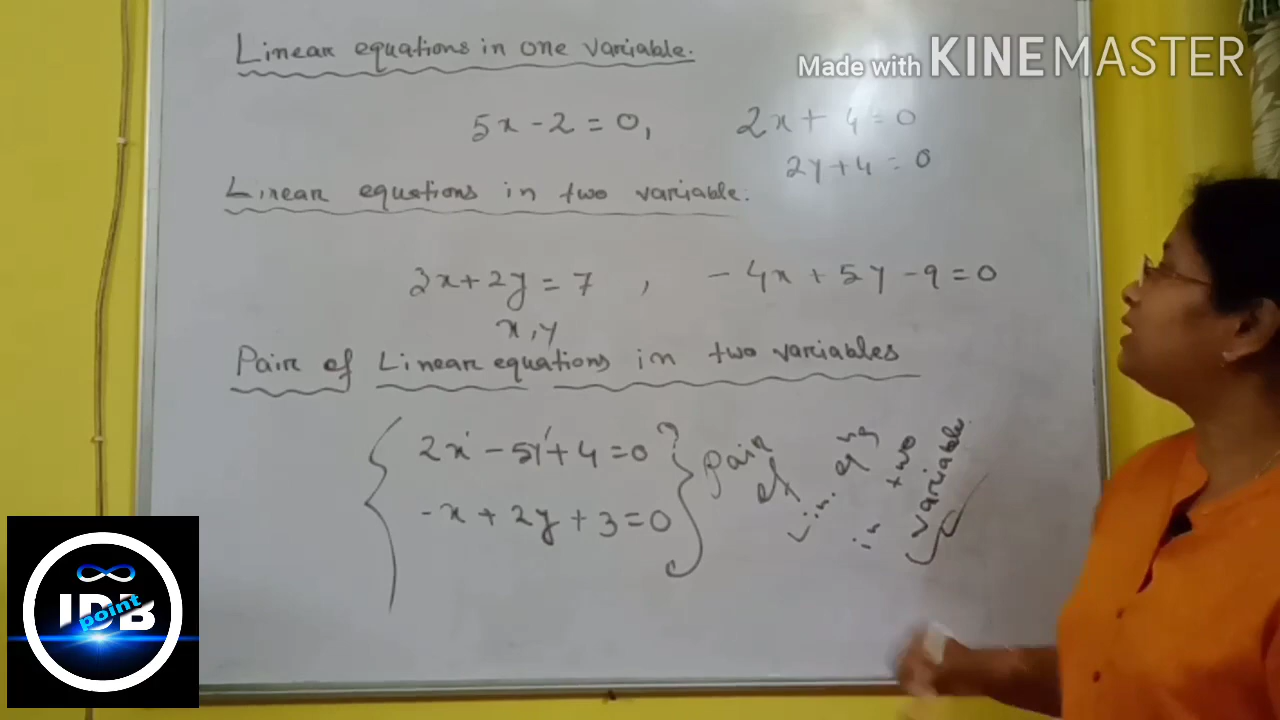 Linear equations in one variable.
Made with KINEMASTER
5x - 2 = 0, 2x + 4 = 0
2y + 4 = 0
Linear equations in two variable.
3x + 2y = 7 , - 4x + 5y - 9 = 0
x, y
Pair of Linear equations in two variables
2x - 5y + 4 = 0
-x + 2y + 3 = 0
Pair
of
Lin. eqns
in two
variable.
IDB
point